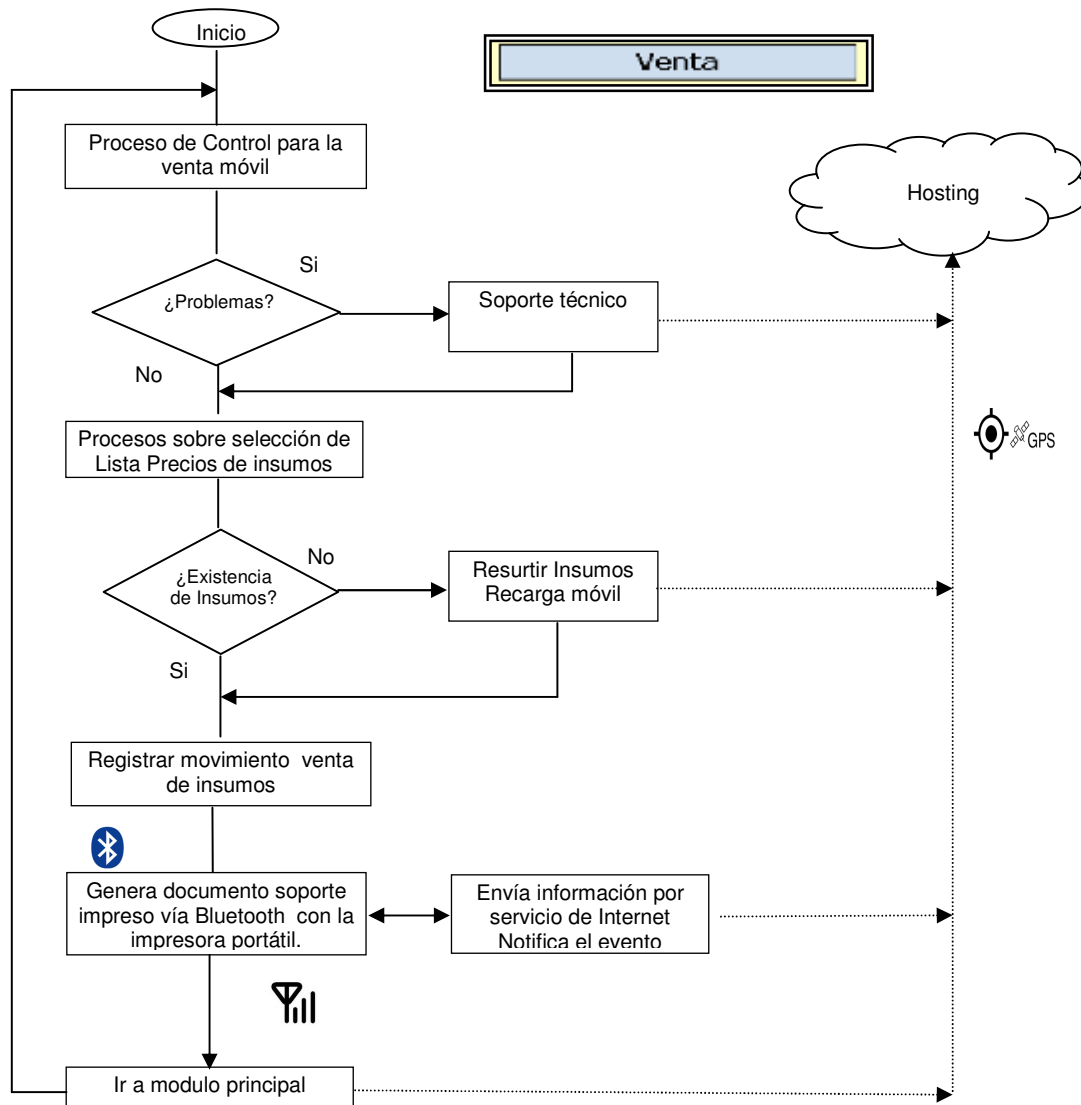 Inicio
Venta
Proceso de Control para la
venta móvil
Hosting
Si
¿Problemas?
Soporte técnico
No
Procesos sobre selección de
Lista Precios de insumos
GPS
No
¿Existencia
de Insumos?
Resurtir Insumos
Recarga móvil
Si
Registrar movimiento venta
de insumos
Genera documento soporte
impreso vía Bluetooth con la
impresora portátil.
Envía información por
servicio de Internet
Notifica el evento
Ir a modulo principal